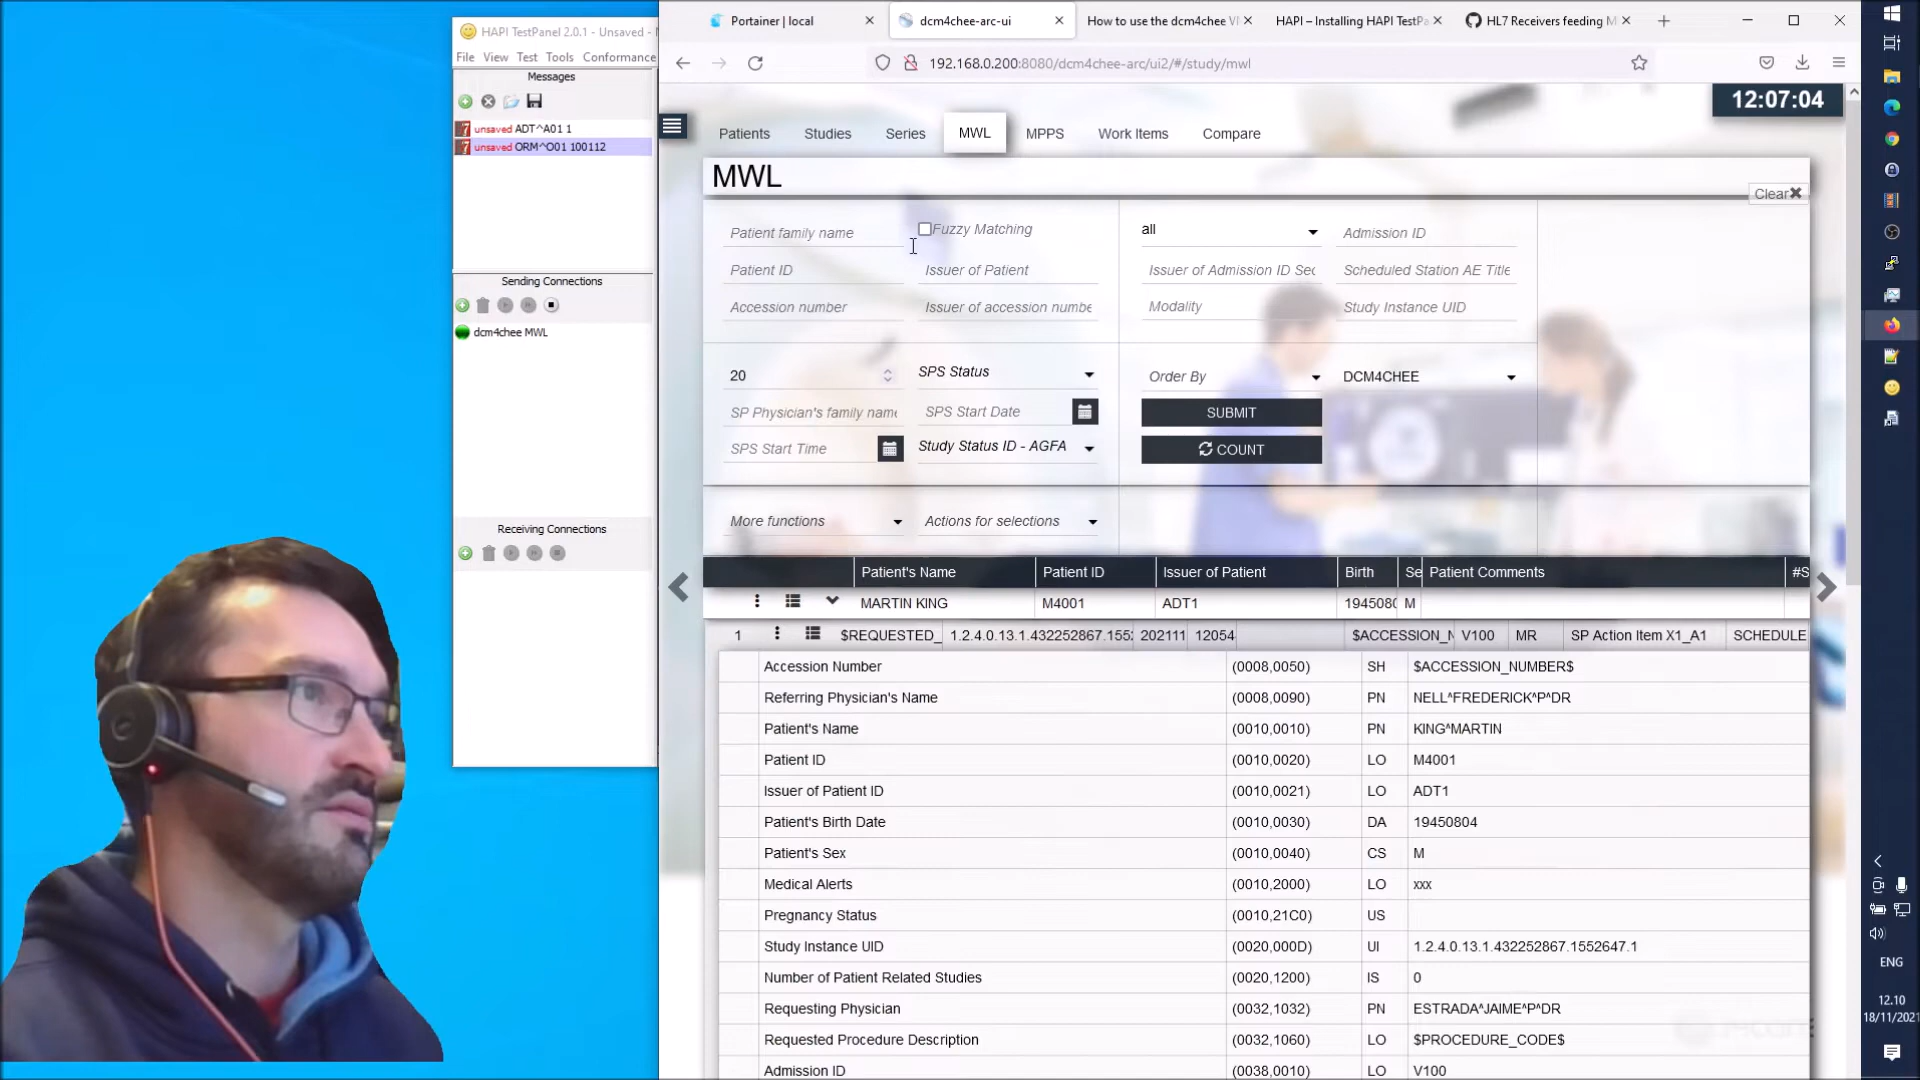 HAPI TestPanel 2.0.1 - Unsaved -
File View Test Tools Conformance
Messages
unsaved ADT^A01 1
unsaved ORM^O01 100112
Sending Connections
dcm4chee MWL
Receiving Connections
Portainer | local
dcm4chee-arc-ui
How to use the dcm4chee
HAPI – Installing HAPI TestPa
HL7 Receivers feeding M
192.168.0.200:8080/dcm4chee-arc/ui2/#/study/mwl
12:07:04
Patients Studies Series MWL MPPS Work Items Compare
MWL
Clear
Patient family name Fuzzy Matching all Admission ID
Patient ID Issuer of Patient Issuer of Admission ID Sec Scheduled Station AE Title
Accession number Issuer of accession numbe Modality Study Instance UID
20 SPS Status Order By DCM4CHEE
SP Physician's family name SPS Start Date SUBMIT
SPS Start Time Study Status ID - AGFA COUNT
More functions Actions for selections
Patient's Name Patient ID Issuer of Patient Birth Se Patient Comments #S
MARTIN KING M4001 ADT1 1945080 M
1 $REQUESTED_ 1.2.4.0.13.1.432252867.1552 202111 12054 $ACCESSION_N V100 MR SP Action Item X1_A1 SCHEDULE
Accession Number (0008,0050) SH $ACCESSION_NUMBER$
Referring Physician's Name (0008,0090) PN NELL^FREDERICK^P^DR
Patient's Name (0010,0010) PN KING^MARTIN
Patient ID (0010,0020) LO M4001
Issuer of Patient ID (0010,0021) LO ADT1
Patient's Birth Date (0010,0030) DA 19450804
Patient's Sex (0010,0040) CS M
Medical Alerts (0010,2000) LO xxx
Pregnancy Status (0010,21C0) US
Study Instance UID (0020,000D) UI 1.2.4.0.13.1.432252867.1552647.1
Number of Patient Related Studies (0020,1200) IS 0
Requesting Physician (0032,1032) PN ESTRADA^JAIME^P^DR
Requested Procedure Description (0032,1060) LO $PROCEDURE_CODE$
Admission ID (0038,0010) LO V100
ENG
12.10
18/11/2021